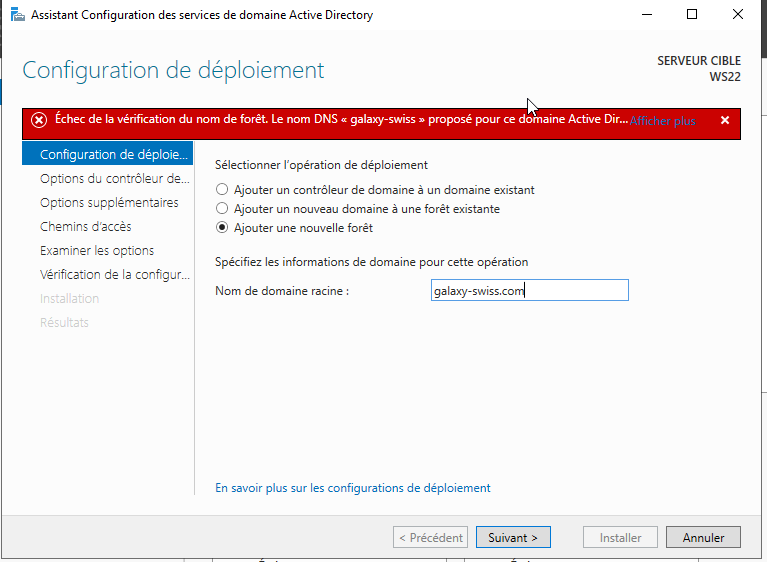 Assistant Configuration des services de domaine Active Directory
Configuration de déploiement
SERVEUR CIBLE
WS22
Échec de la vérification du nom de forêt. Le nom DNS « galaxy-swiss » proposé pour ce domaine Active Dir... Afficher plus
Configuration de déploie...
Options du contrôleur de...
Options supplémentaires
Chemins d'accès
Examiner les options
Vérification de la configur...
Installation
Résultats
Sélectionner l'opération de déploiement
Ajouter un contrôleur de domaine à un domaine existant
Ajouter un nouveau domaine à une forêt existante
Ajouter une nouvelle forêt
Spécifiez les informations de domaine pour cette opération
Nom de domaine racine :
galaxy-swiss.com
En savoir plus sur les configurations de déploiement
< Précédent
Suivant >
Installer
Annuler